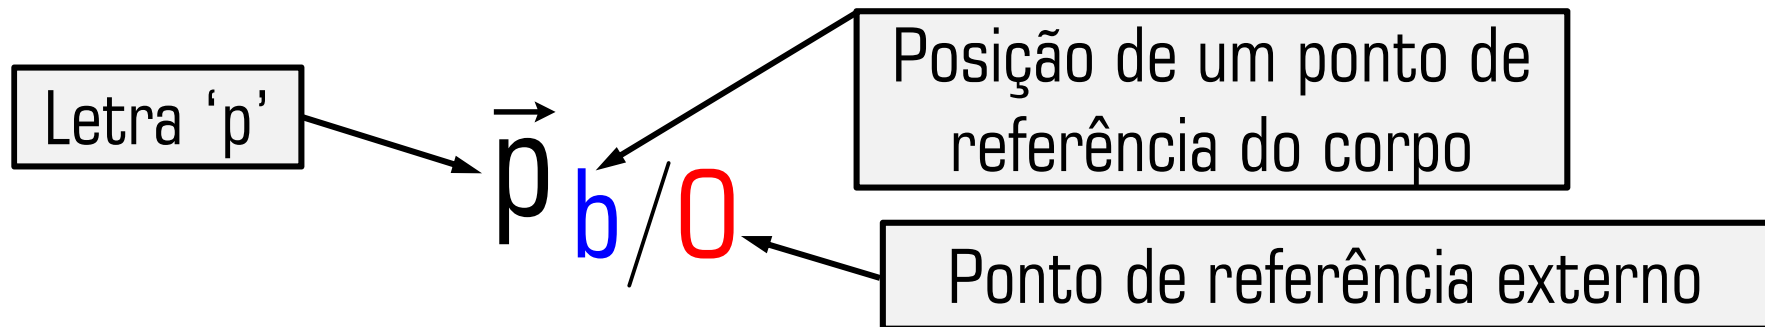 Posição de um ponto de
referência do corpo
Letra ‘p’
p⃗ b/O
Ponto de referência externo